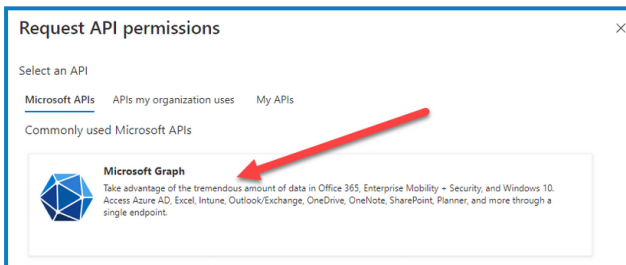 Request API permissions
Select an API
Microsoft APIs APIs my organization uses My APIs
Commonly used Microsoft APIs
Microsoft Graph
Take advantage of the tremendous amount of data in Office 365, Enterprise Mobility + Security, and Windows 10.
Access Azure AD, Excel, Intune, Outlook/Exchange, OneDrive, OneNote, SharePoint, Planner, and more through a
single endpoint.